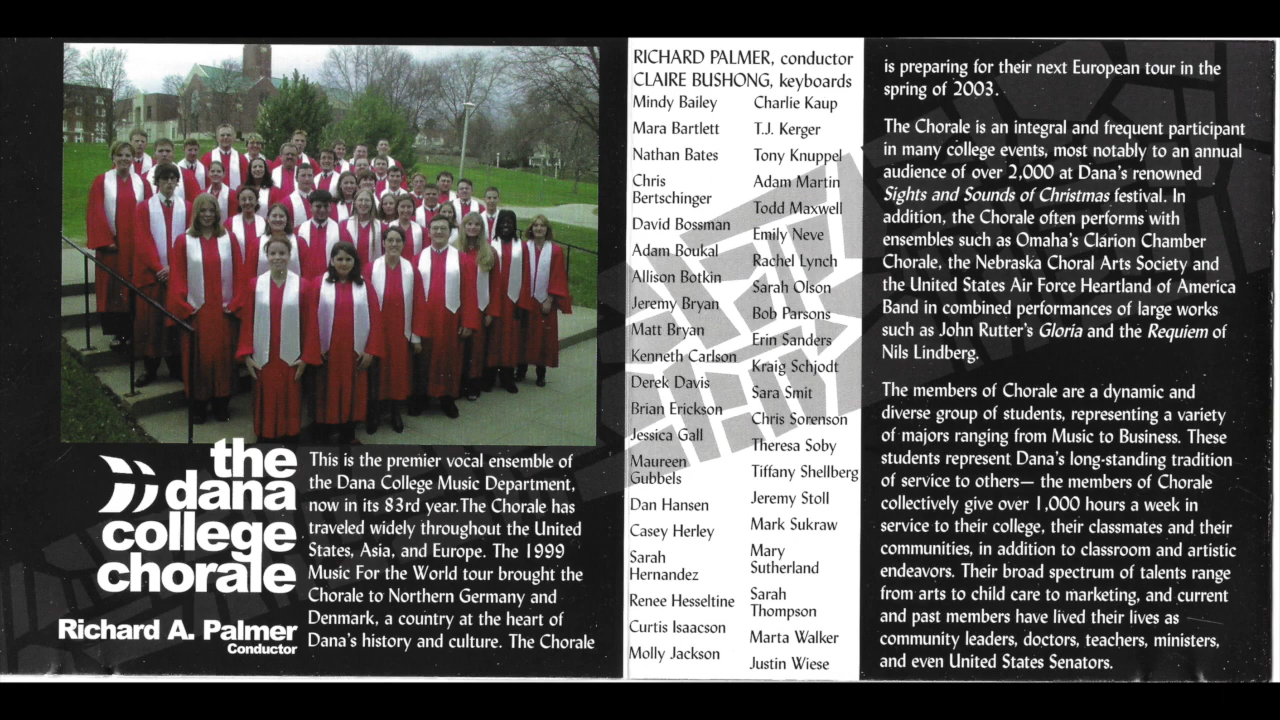 the
dana
college
chorale
Richard A. Palmer
Conductor
This is the premier vocal ensemble of
the Dana College Music Department,
now in its 83rd year.The Chorale has
traveled widely throughout the United
States, Asia, and Europe. The 1999
Music For the World tour brought the
Chorale to Northern Germany and
Denmark, a country at the heart of
Dana's history and culture. The Chorale
RICHARD PALMER, conductor
CLAIRE BUSHONG, keyboards
Mindy Bailey
Mara Bartlett
Nathan Bates
Chris
Bertschinger
David Bossman
Adam Boukal
Allison Botkin
Jeremy Bryan
Matt Bryan
Kenneth Carlson
Derek Davis
Brian Erickson
Jessica Gall
Maureen
Gubbels
Dan Hansen
Casey Herley
Sarah
Hernandez
Renee Hesseltine
Curtis Isaacson
Molly Jackson
Charlie Kaup
T.J. Kerger
Tony Knuppel
Adam Martin
Todd Maxwell
Emily Neve
Rachel Lynch
Sarah Olson
Bob Parsons
Erin Sanders
Kraig Schjodt
Sara Smit
Chris Sorenson
Theresa Soby
Tiffany Shellberg
Jeremy Stoll
Mark Sukraw
Mary
Sutherland
Sarah
Thompson
Marta Walker
Justin Wiese
is preparing for their next European tour in the
spring of 2003.
The Chorale is an integral and frequent participant
in many college events, most notably to an annual
audience of over 2,000 at Dana's renowned
Sights and Sounds of Christmas festival. In
addition, the Chorale often performs with
ensembles such as Omaha's Clarion Chamber
Chorale, the Nebraska Choral Arts Society and
the United States Air Force Heartland of America
Band in combined performances of large works
such as John Rutter's Gloria and the Requiem of
Nils Lindberg.
The members of Chorale are a dynamic and
diverse group of students, representing a variety
of majors ranging from Music to Business. These
students represent Dana's long-standing tradition
of service to others— the members of Chorale
collectively give over 1,000 hours a week in
service to their college, their classmates and their
communities, in addition to classroom and artistic
endeavors. Their broad spectrum of talents range
from arts to child care to marketing, and current
and past members have lived their lives as
community leaders, doctors, teachers, ministers,
and even United States Senators.